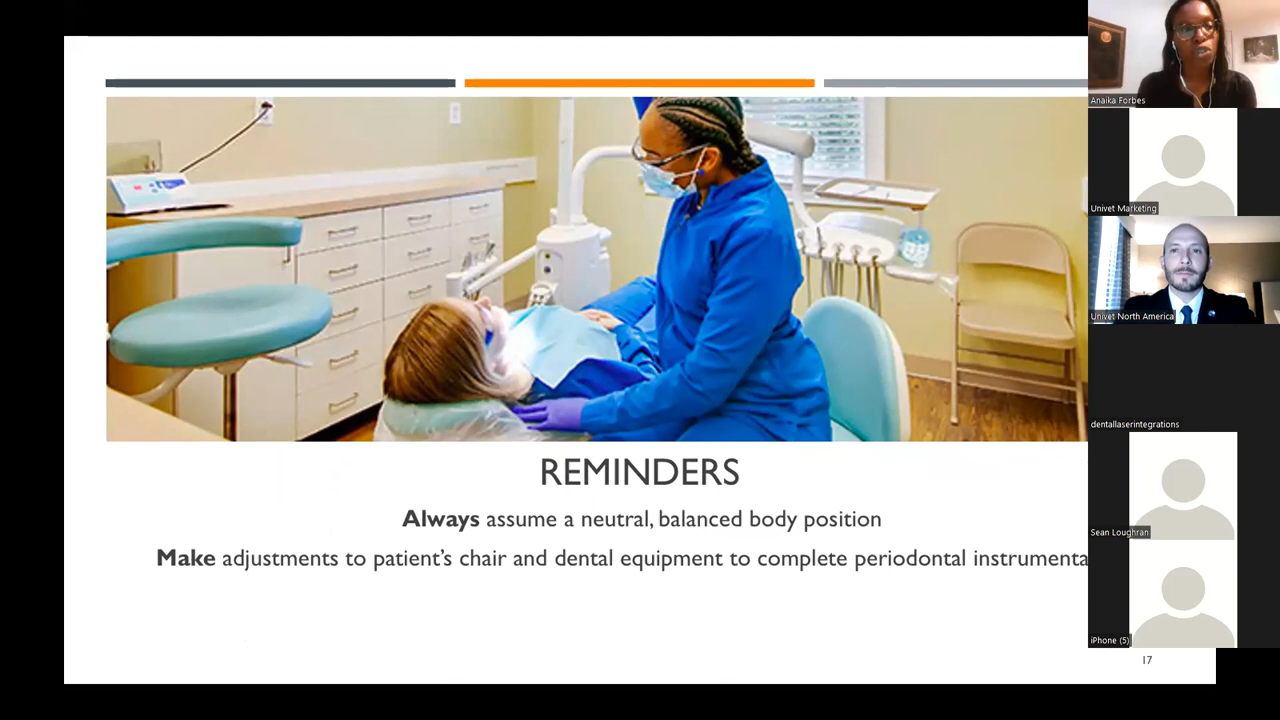 REMINDERS
Always assume a neutral, balanced body position
Make adjustments to patient's chair and dental equipment to complete periodontal instrumenta
17
Anaika Forbes
Univet Marketing
Univet North America
dentallaserintegrations
Sean Loughran
iPhone (5)